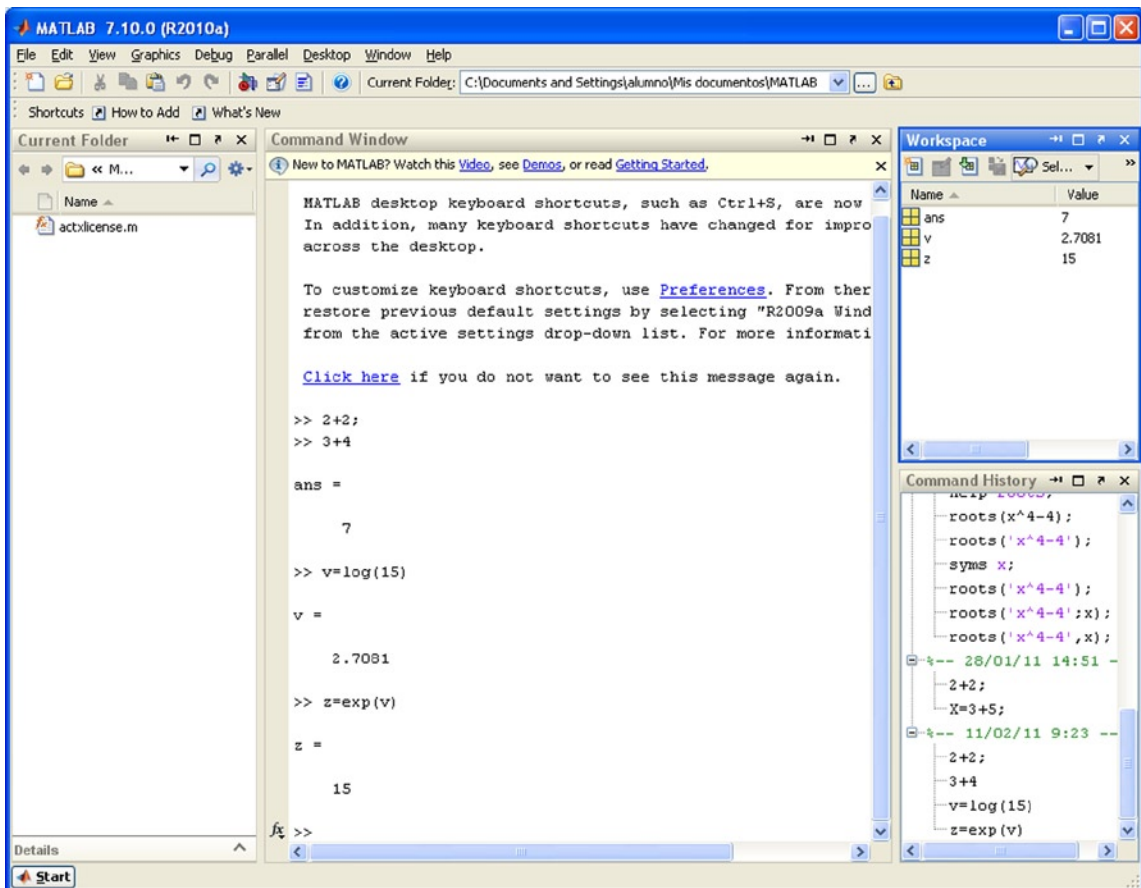 MATLAB 7.10.0 (R2010a)
File Edit View Graphics Debug Parallel Desktop Window Help
Current Folder: C:\Documents and Settings\alumno\Mis documentos\MATLAB
Shortcuts How to Add What's New
Current Folder
« M...
Name
actxlicense.m
Details
Command Window
New to MATLAB? Watch this Video, see Demos, or read Getting Started.
MATLAB desktop keyboard shortcuts, such as Ctrl+S, are now
In addition, many keyboard shortcuts have changed for impro
across the desktop.
To customize keyboard shortcuts, use Preferences. From ther
restore previous default settings by selecting "R2009a Wind
from the active settings drop-down list. For more informati
Click here if you do not want to see this message again.
>> 2+2;
>> 3+4
ans =
7
>> v=log(15)
v =
2.7081
>> z=exp(v)
z =
15
fx >>
Workspace
Sel...
»
Name Value
ans 7
v 2.7081
z 15
Command History
help roots;
roots(x^4-4);
roots('x^4-4');
syms x;
roots('x^4-4');
roots('x^4-4';x);
roots('x^4-4',x);
%-- 28/01/11 14:51 -
2+2;
X=3+5;
%-- 11/02/11 9:23 --
2+2;
3+4
v=log(15)
z=exp(v)
Start